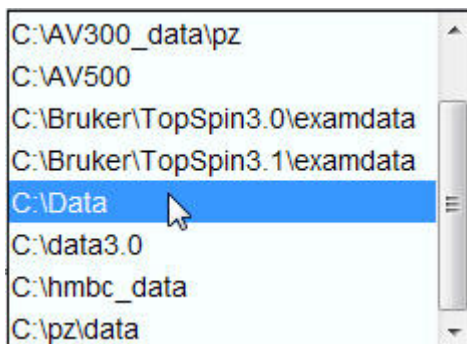 C:\AV300_data\pz
C:\AV500
C:\Bruker\TopSpin3.0\examdata
C:\Bruker\TopSpin3.1\examdata
C:\Data
C:\data3.0
C:\hmbc_data
C:\pz\data